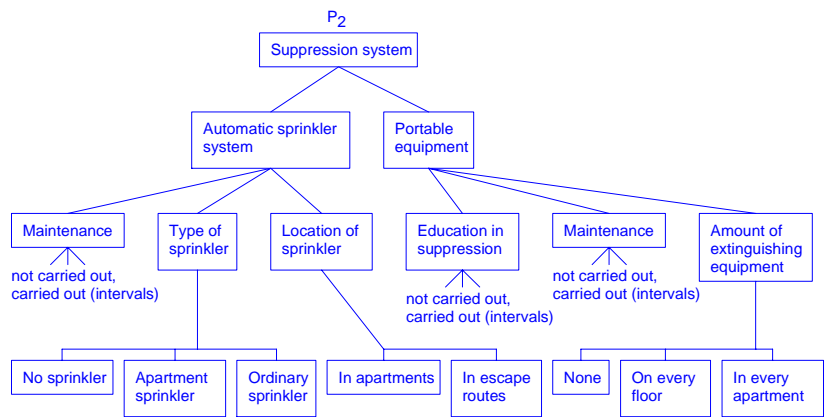 P2
Suppression system
Automatic sprinkler
system
Portable
equipment
Maintenance
not carried out,
carried out (intervals)
Type of
sprinkler
Location of
sprinkler
Education in
suppression
not carried out,
carried out (intervals)
Maintenance
not carried out,
carried out (intervals)
Amount of
extinguishing
equipment
No sprinkler
Apartment
sprinkler
Ordinary
sprinkler
In apartments
In escape
routes
None
On every
floor
In every
apartment